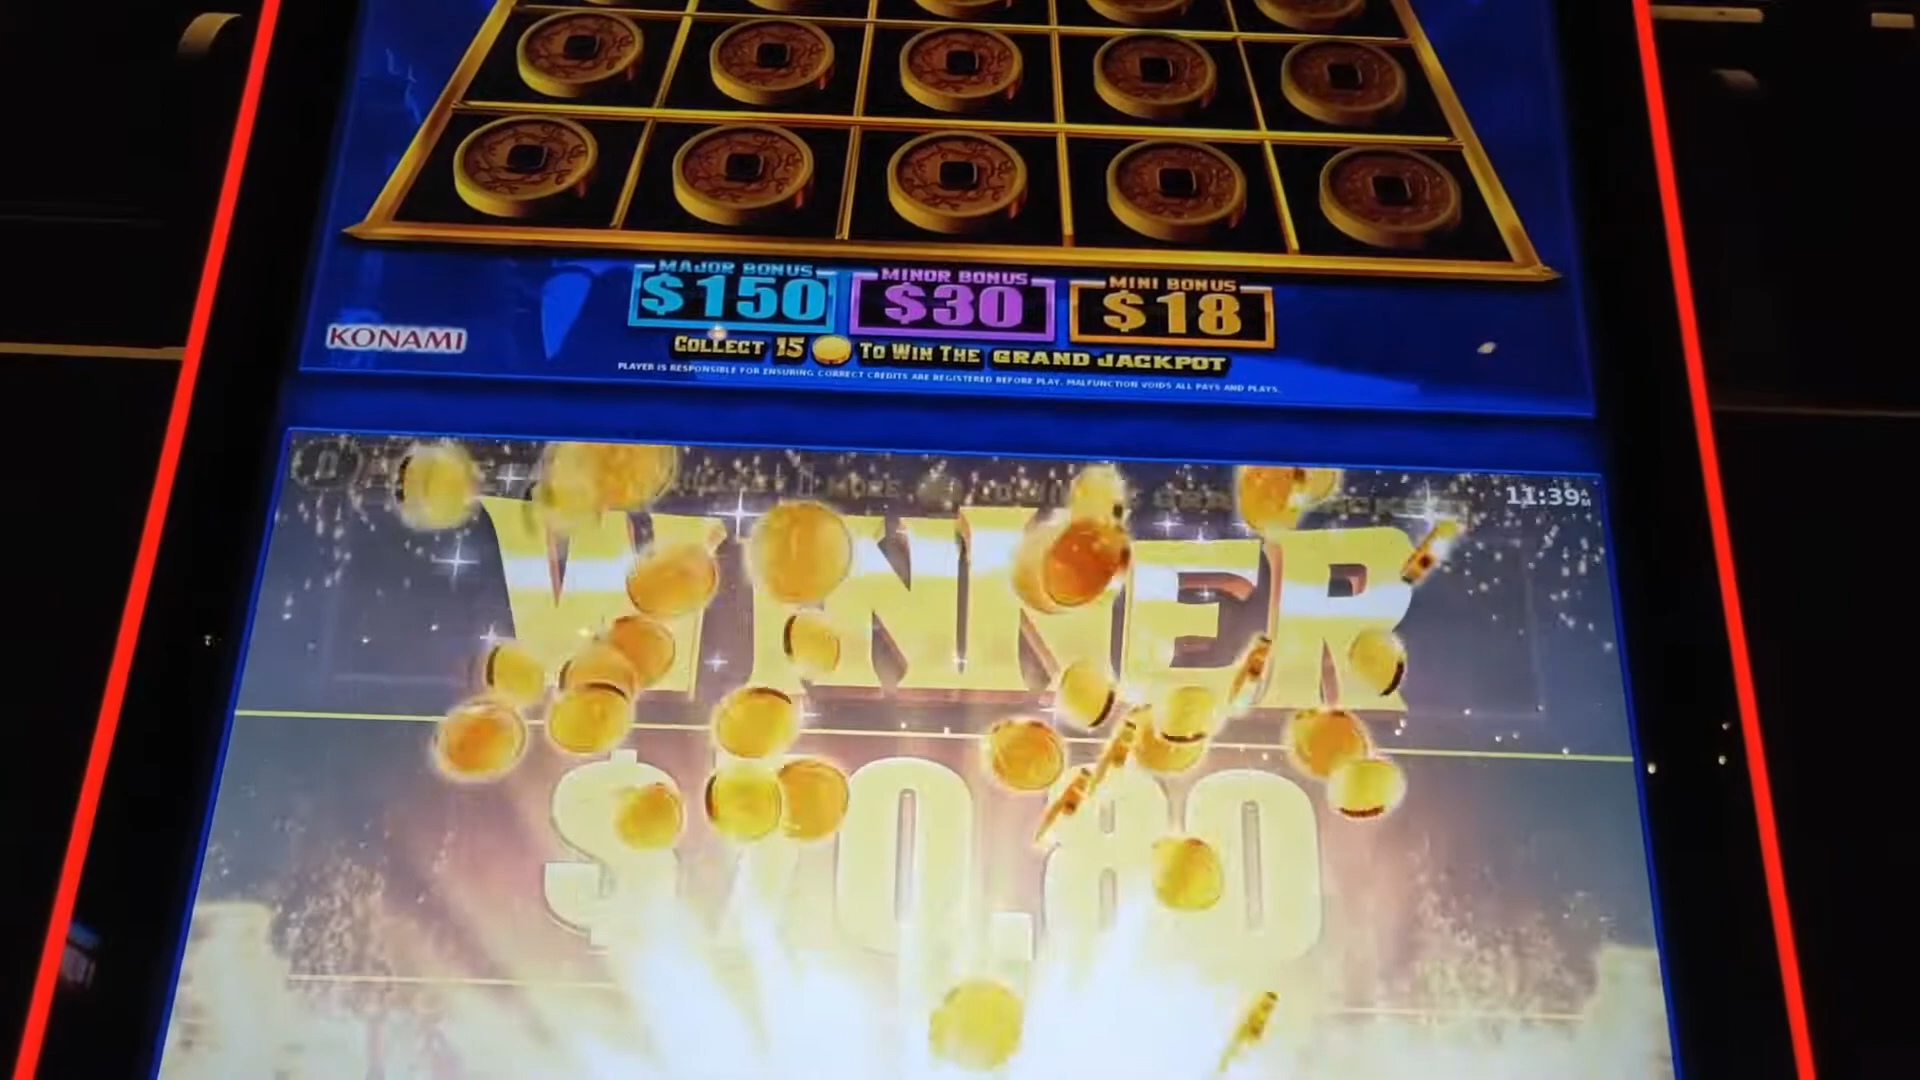 MAJOR BONUS
$150
MINOR BONUS
$30
MINI BONUS
$18
KONAMI
COLLECT 15 TO WIN THE GRAND JACKPOT
PLAYER IS RESPONSIBLE FOR ENSURING CORRECT CREDITS ARE REGISTERED BEFORE PLAY. MALFUNCTION VOIDS ALL PAYS AND PLAYS.
11:39 AM
WINNER